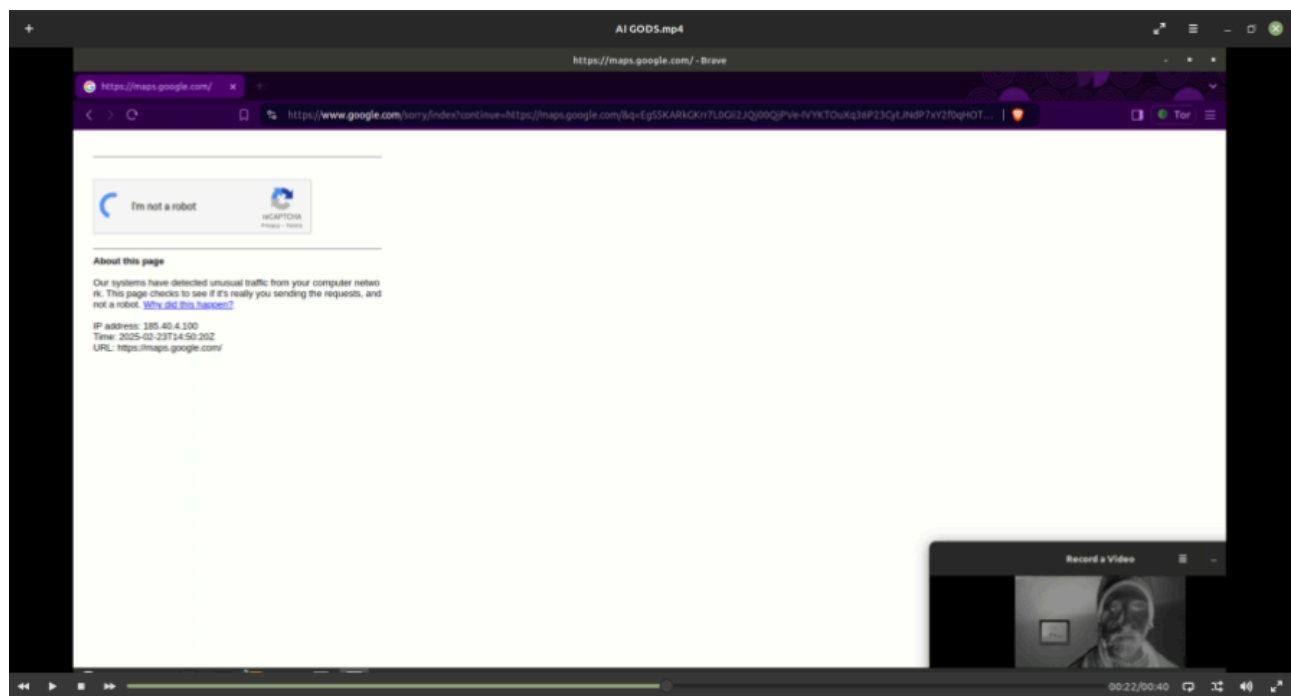 AI GODS.mp4
https://maps.google.com/ - Brave
https://maps.google.com/
Tor
I'm not a robot
reCAPTCHA
Privacy - Terms
About this page
Our systems have detected unusual traffic from your computer netwo
rk. This page checks to see if it's really you sending the requests, and
not a robot. Why did this happen?
IP address: 185.40.4.100
Time: 2025-02-23T14:50:20Z
URL: https://maps.google.com/
Record a Video
00:22/00:40